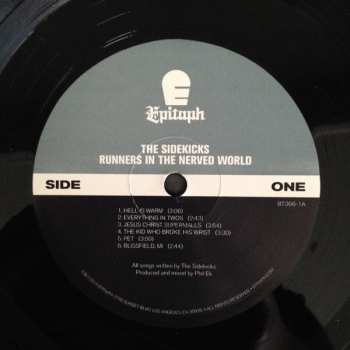 Epitaph
THE SIDEKICKS
RUNNERS IN THE NERVED WORLD
SIDE ONE
87366-1A
1. HELL IS WARM (3:06)
2. EVERYTHING IN TWOS (2:43)
3. JESUS CHRIST SUPERMALLS (3:54)
4. THE KID WHO BROKE HIS WRIST (3:30)
5. PET (3:50)
6. BLISSFIELD, MI (2:44)
All songs written by The Sidekicks.
Produced and mixed by Phil Ek